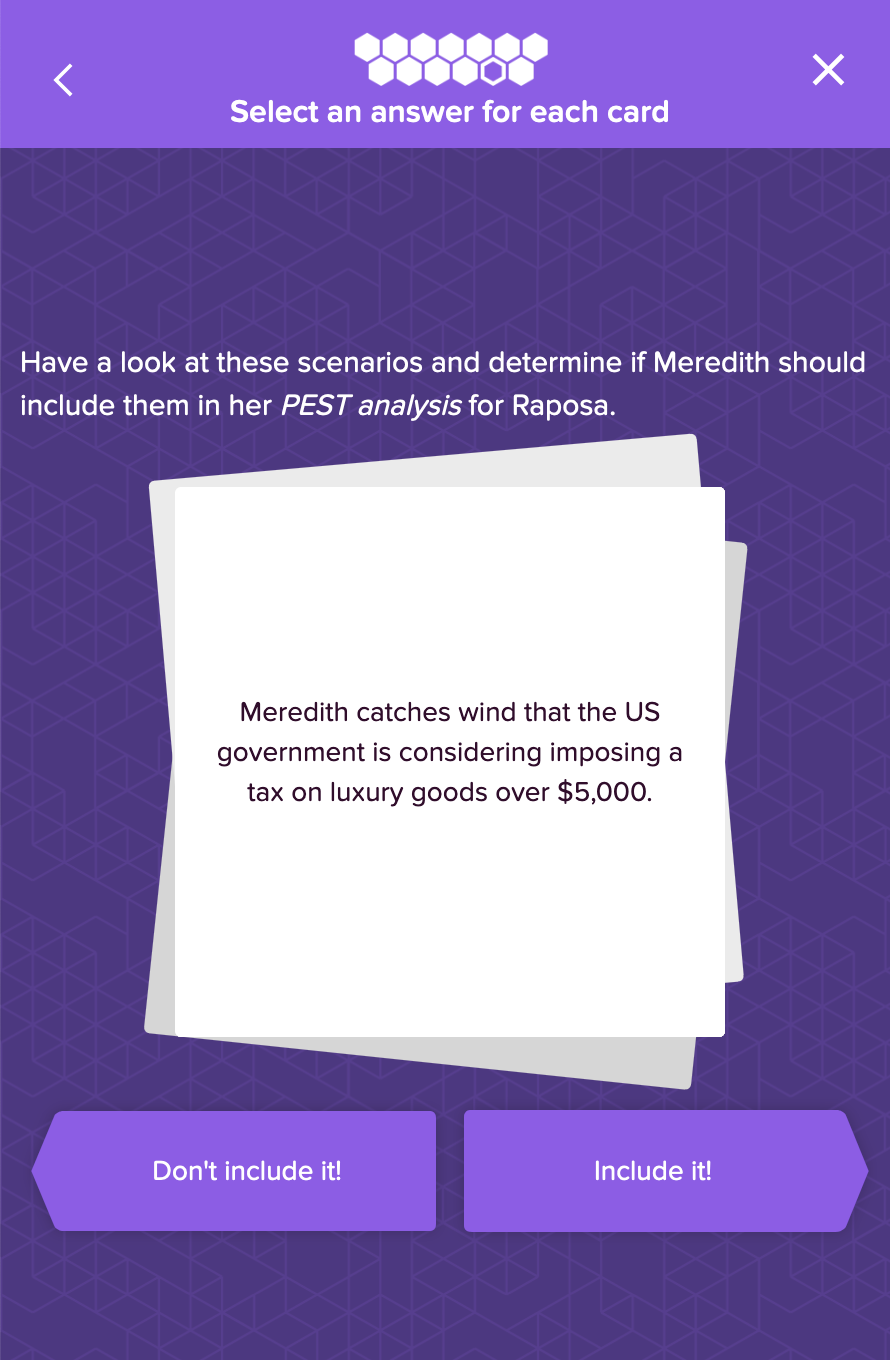 Select an answer for each card
Have a look at these scenarios and determine if Meredith should
include them in her PEST analysis for Raposa.
Meredith catches wind that the US
government is considering imposing a
tax on luxury goods over $5,000.
Don't include it!
Include it!